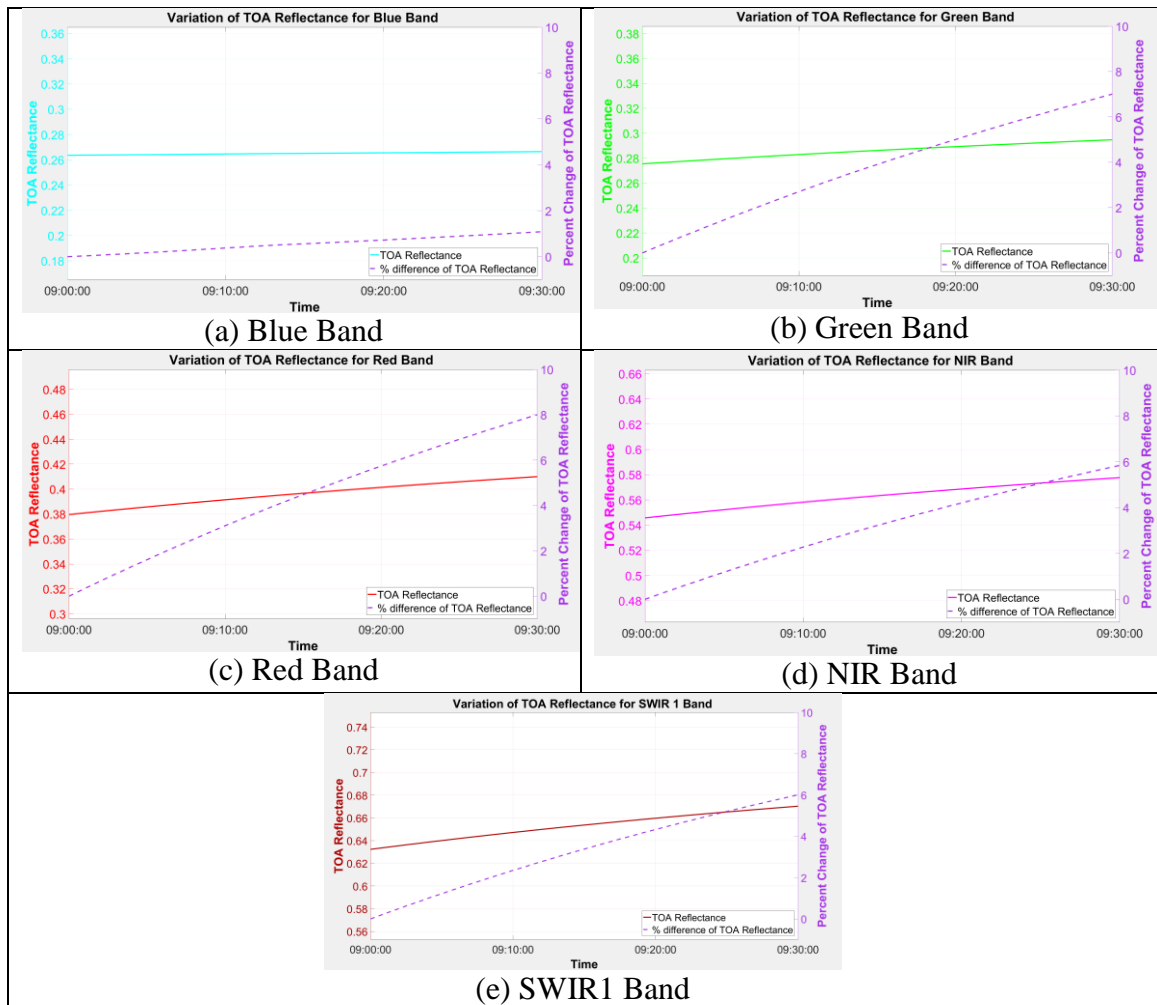 Variation of TOA Reflectance for Blue Band
TOA Reflectance
0.36
0.34
0.32
0.3
0.28
0.26
0.24
0.22
0.2
0.18
10
8
6
4
2
0
Percent Change of TOA Reflectance
TOA Reflectance
% difference of TOA Reflectance
09:00:00 09:10:00 09:20:00 09:30:00
Time
(a) Blue Band
Variation of TOA Reflectance for Green Band
TOA Reflectance
0.38
0.36
0.34
0.32
0.3
0.28
0.26
0.24
0.22
0.2
10
8
6
4
2
0
Percent Change of TOA Reflectance
TOA Reflectance
% difference of TOA Reflectance
09:00:00 09:10:00 09:20:00 09:30:00
Time
(b) Green Band
Variation of TOA Reflectance for Red Band
TOA Reflectance
0.48
0.46
0.44
0.42
0.4
0.38
0.36
0.34
0.32
0.3
10
8
6
4
2
0
Percent Change of TOA Reflectance
TOA Reflectance
% difference of TOA Reflectance
09:00:00 09:10:00 09:20:00 09:30:00
Time
(c) Red Band
Variation of TOA Reflectance for NIR Band
TOA Reflectance
0.66
0.64
0.62
0.6
0.58
0.56
0.54
0.52
0.5
0.48
10
8
6
4
2
0
Percent Change of TOA Reflectance
TOA Reflectance
% difference of TOA Reflectance
09:00:00 09:10:00 09:20:00 09:30:00
Time
(d) NIR Band
Variation of TOA Reflectance for SWIR 1 Band
TOA Reflectance
0.74
0.72
0.7
0.68
0.66
0.64
0.62
0.6
0.58
0.56
10
8
6
4
2
0
Percent Change of TOA Reflectance
TOA Reflectance
% difference of TOA Reflectance
09:00:00 09:10:00 09:20:00 09:30:00
Time
(e) SWIR1 Band